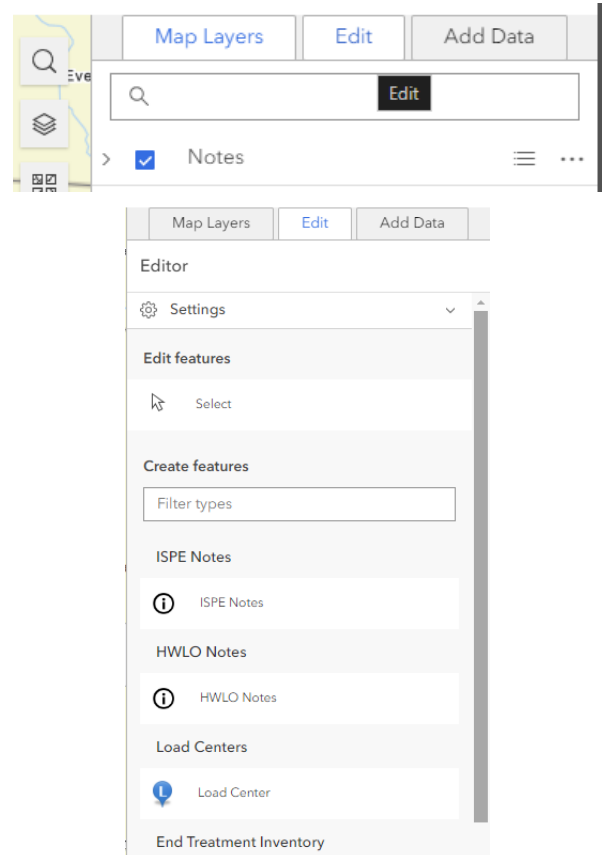 Map Layers Edit Add Data
Eve
Edit
Notes
Map Layers Edit Add Data
Editor
Settings
Edit features
Select
Create features
Filter types
ISPE Notes
ISPE Notes
HWLO Notes
HWLO Notes
Load Centers
L Load Center
End Treatment Inventory